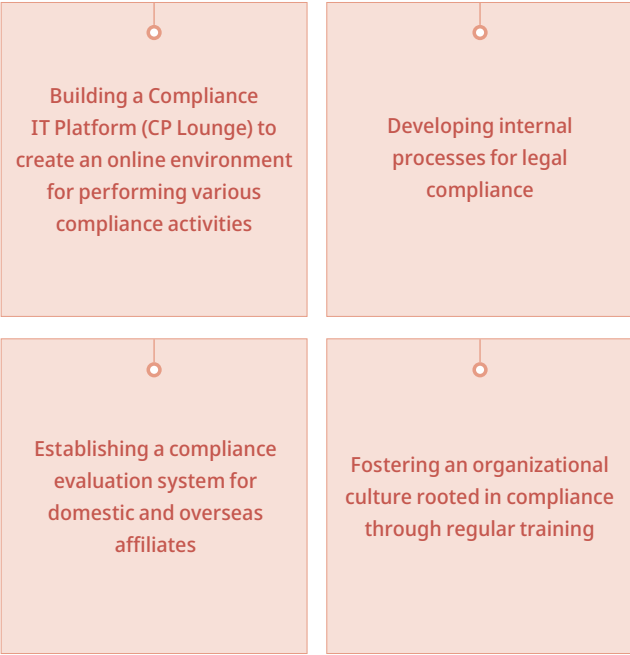 Building a Compliance
IT Platform (CP Lounge) to
create an online environment
for performing various
compliance activities
Developing internal
processes for legal
compliance
Establishing a compliance
evaluation system for
domestic and overseas
affiliates
Fostering an organizational
culture rooted in compliance
through regular training